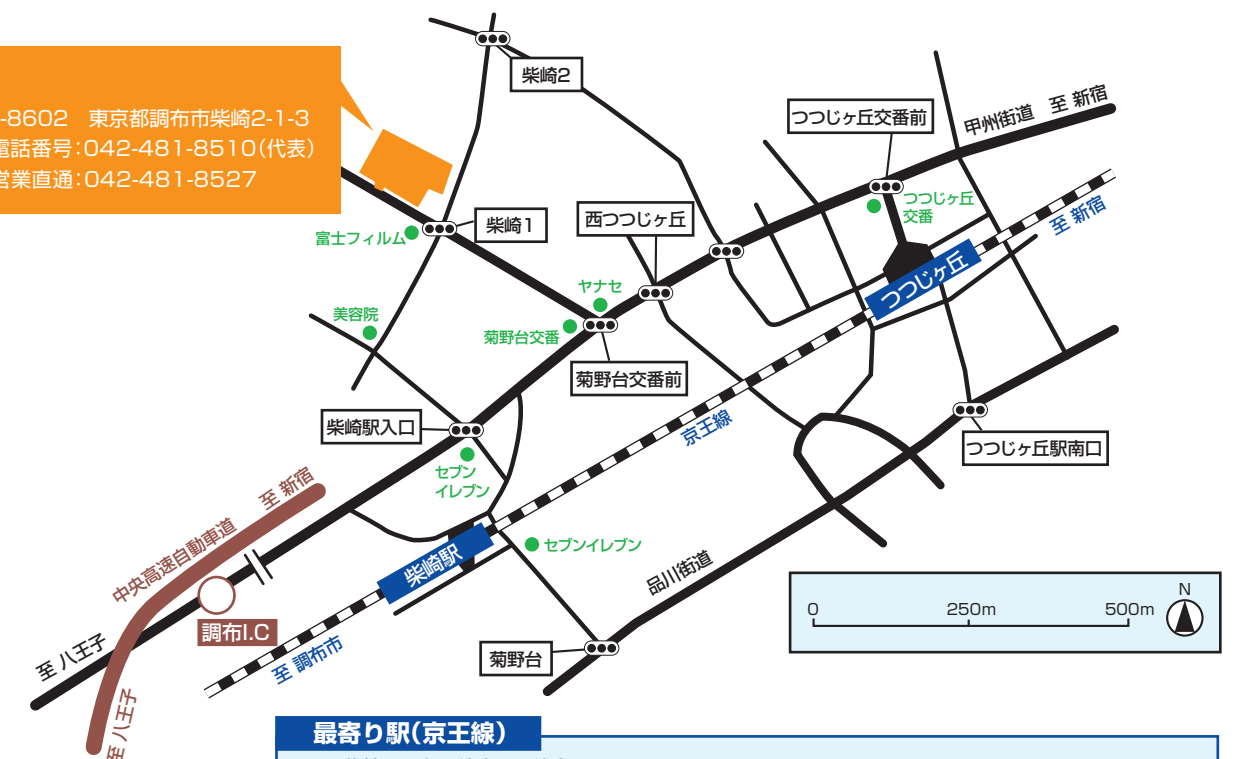 柴崎2
-8602　東京都調布市柴崎2-1-3
電話番号：042-481-8510（代表）
営業直通：042-481-8527
つつじヶ丘交番前
甲州街道　至 新宿
つつじヶ丘
交番
至 新宿
柴崎1
富士フィルム
西つつじヶ丘
つつじヶ丘
ヤナセ
美容院
菊野台交番
菊野台交番前
京王線
柴崎駅入口
つつじヶ丘駅南口
セブン
イレブン
中央高速自動車道　至 新宿
セブンイレブン
柴崎駅
品川街道
調布I.C
至 八王子
至 調布市
菊野台
至 八王子
0 250m 500m
N
最寄り駅（京王線）